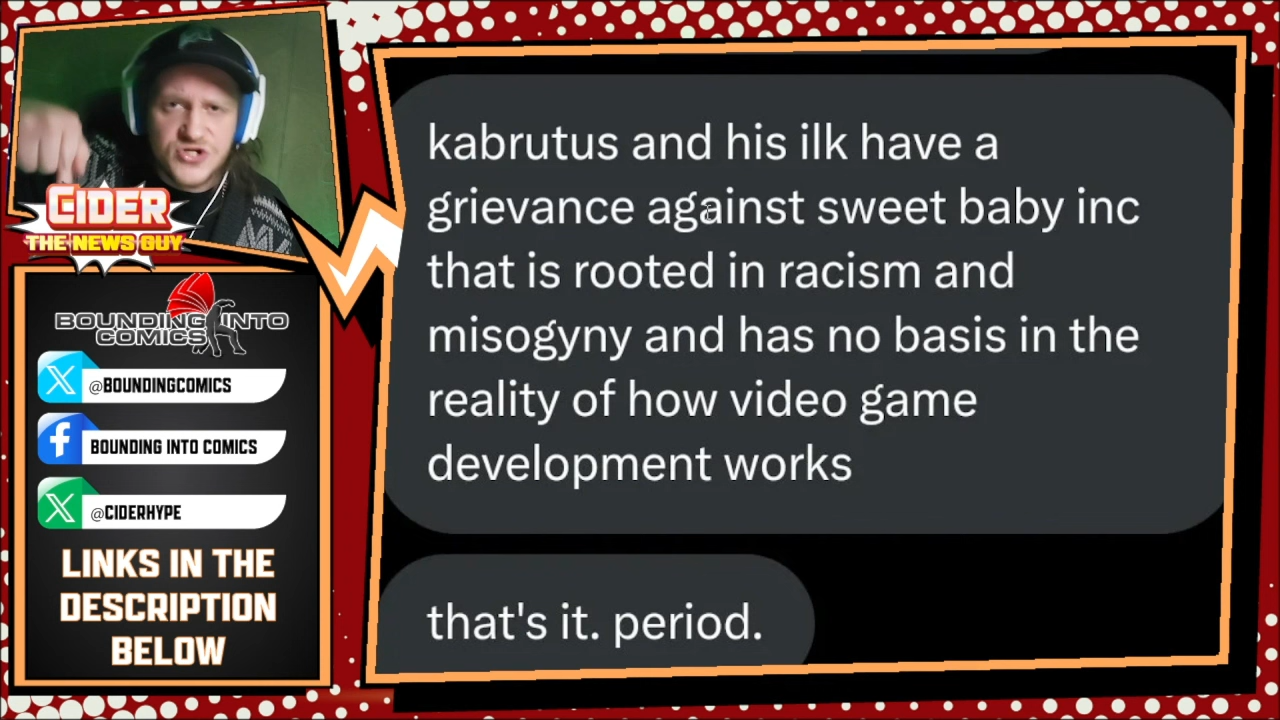 CIDER
THE NEWS GUY
BOUNDING INTO
COMICS
@BOUNDINGCOMICS
BOUNDING INTO COMICS
@CIDERHYPE
LINKS IN THE
DESCRIPTION
BELOW
kabrutus and his ilk have a
grievance against sweet baby inc
that is rooted in racism and
misogyny and has no basis in the
reality of how video game
development works
that's it. period.